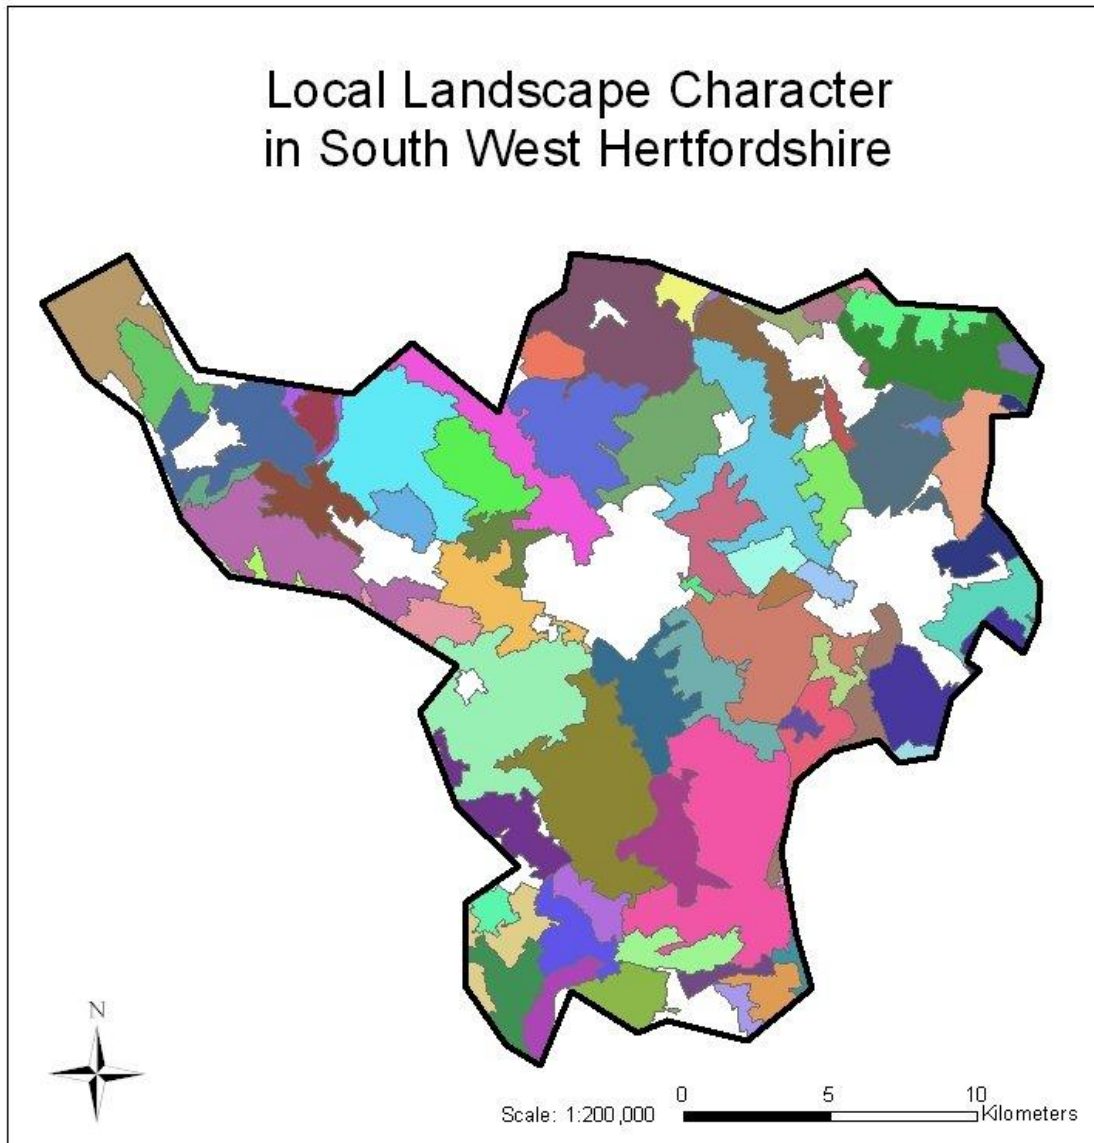 Local Landscape Character
in South West Hertfordshire
N
0 5 10
Scale: 1:200,000 Kilometers